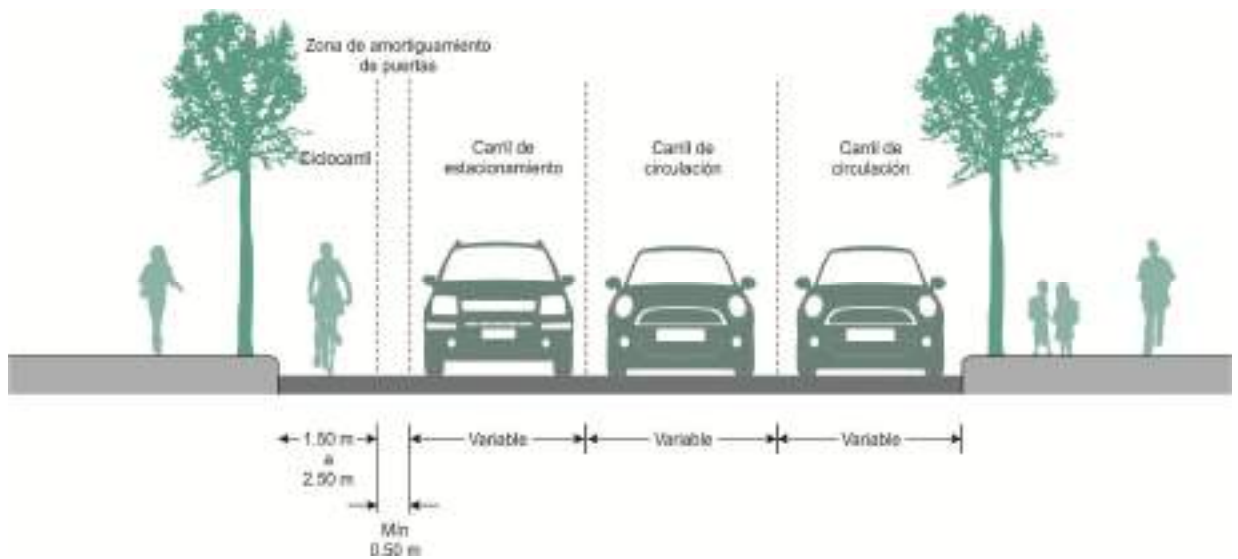 Zona de amortiguamiento
de puertas
Ciclocarril
Carril de
estacionamiento
Carril de
circulación
Carril de
circulación
1.50 m
a
2.50 m
Variable
Variable
Variable
Min
0.50 m